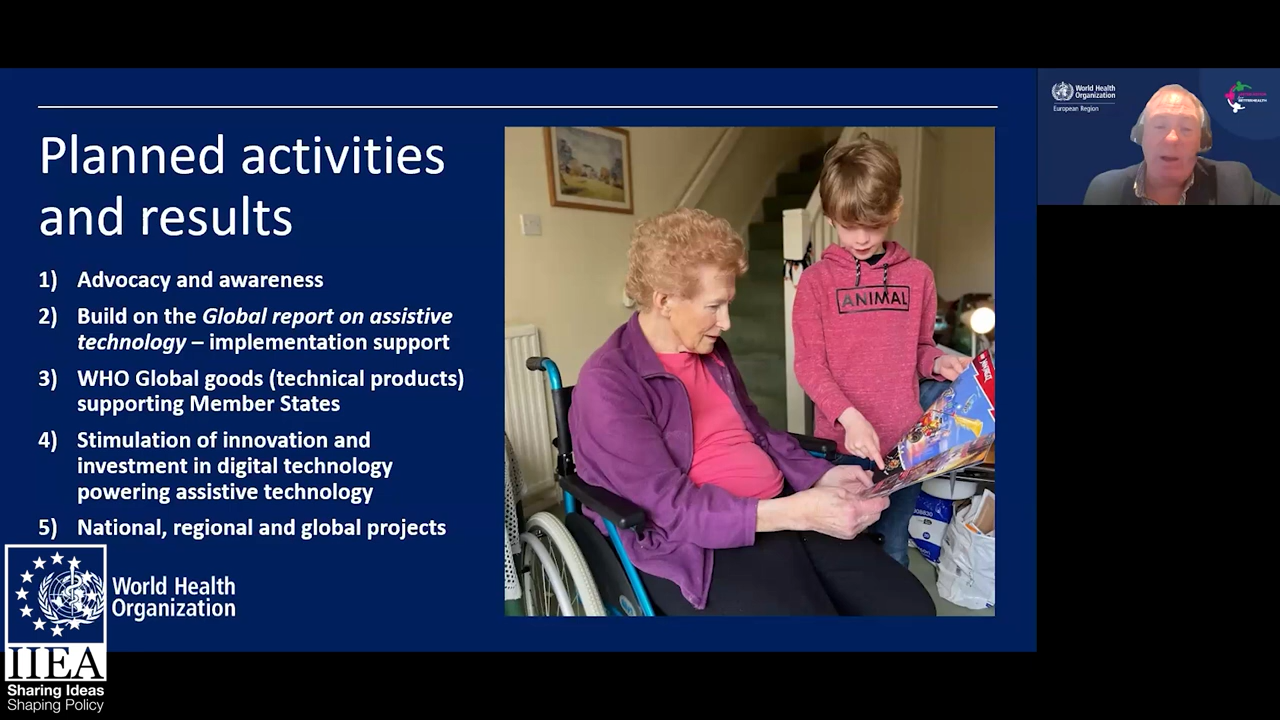 Planned activities
and results
1) Advocacy and awareness
2) Build on the Global report on assistive
technology – implementation support
3) WHO Global goods (technical products)
supporting Member States
4) Stimulation of innovation and
investment in digital technology
powering assistive technology
5) National, regional and global projects
World Health
Organization
IIEA
Sharing Ideas
Shaping Policy
ANIMAL
World Health
Organization
European Region